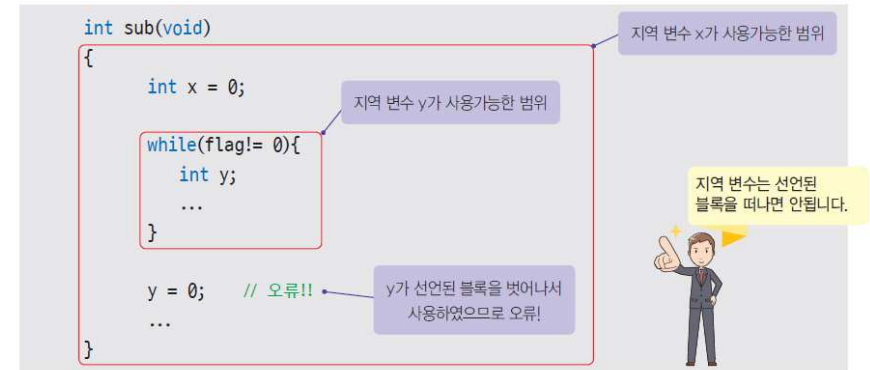 int sub(void)
지역 변수 x가 사용가능한 범위
{
int x = 0;
지역 변수 y가 사용가능한 범위
while(flag!= 0){
int y;
...
}
지역 변수는 선언된
블록을 떠나면 안됩니다.
y = 0; // 오류!!
y가 선언된 블록을 벗어나서
사용하였으므로 오류!
...
}